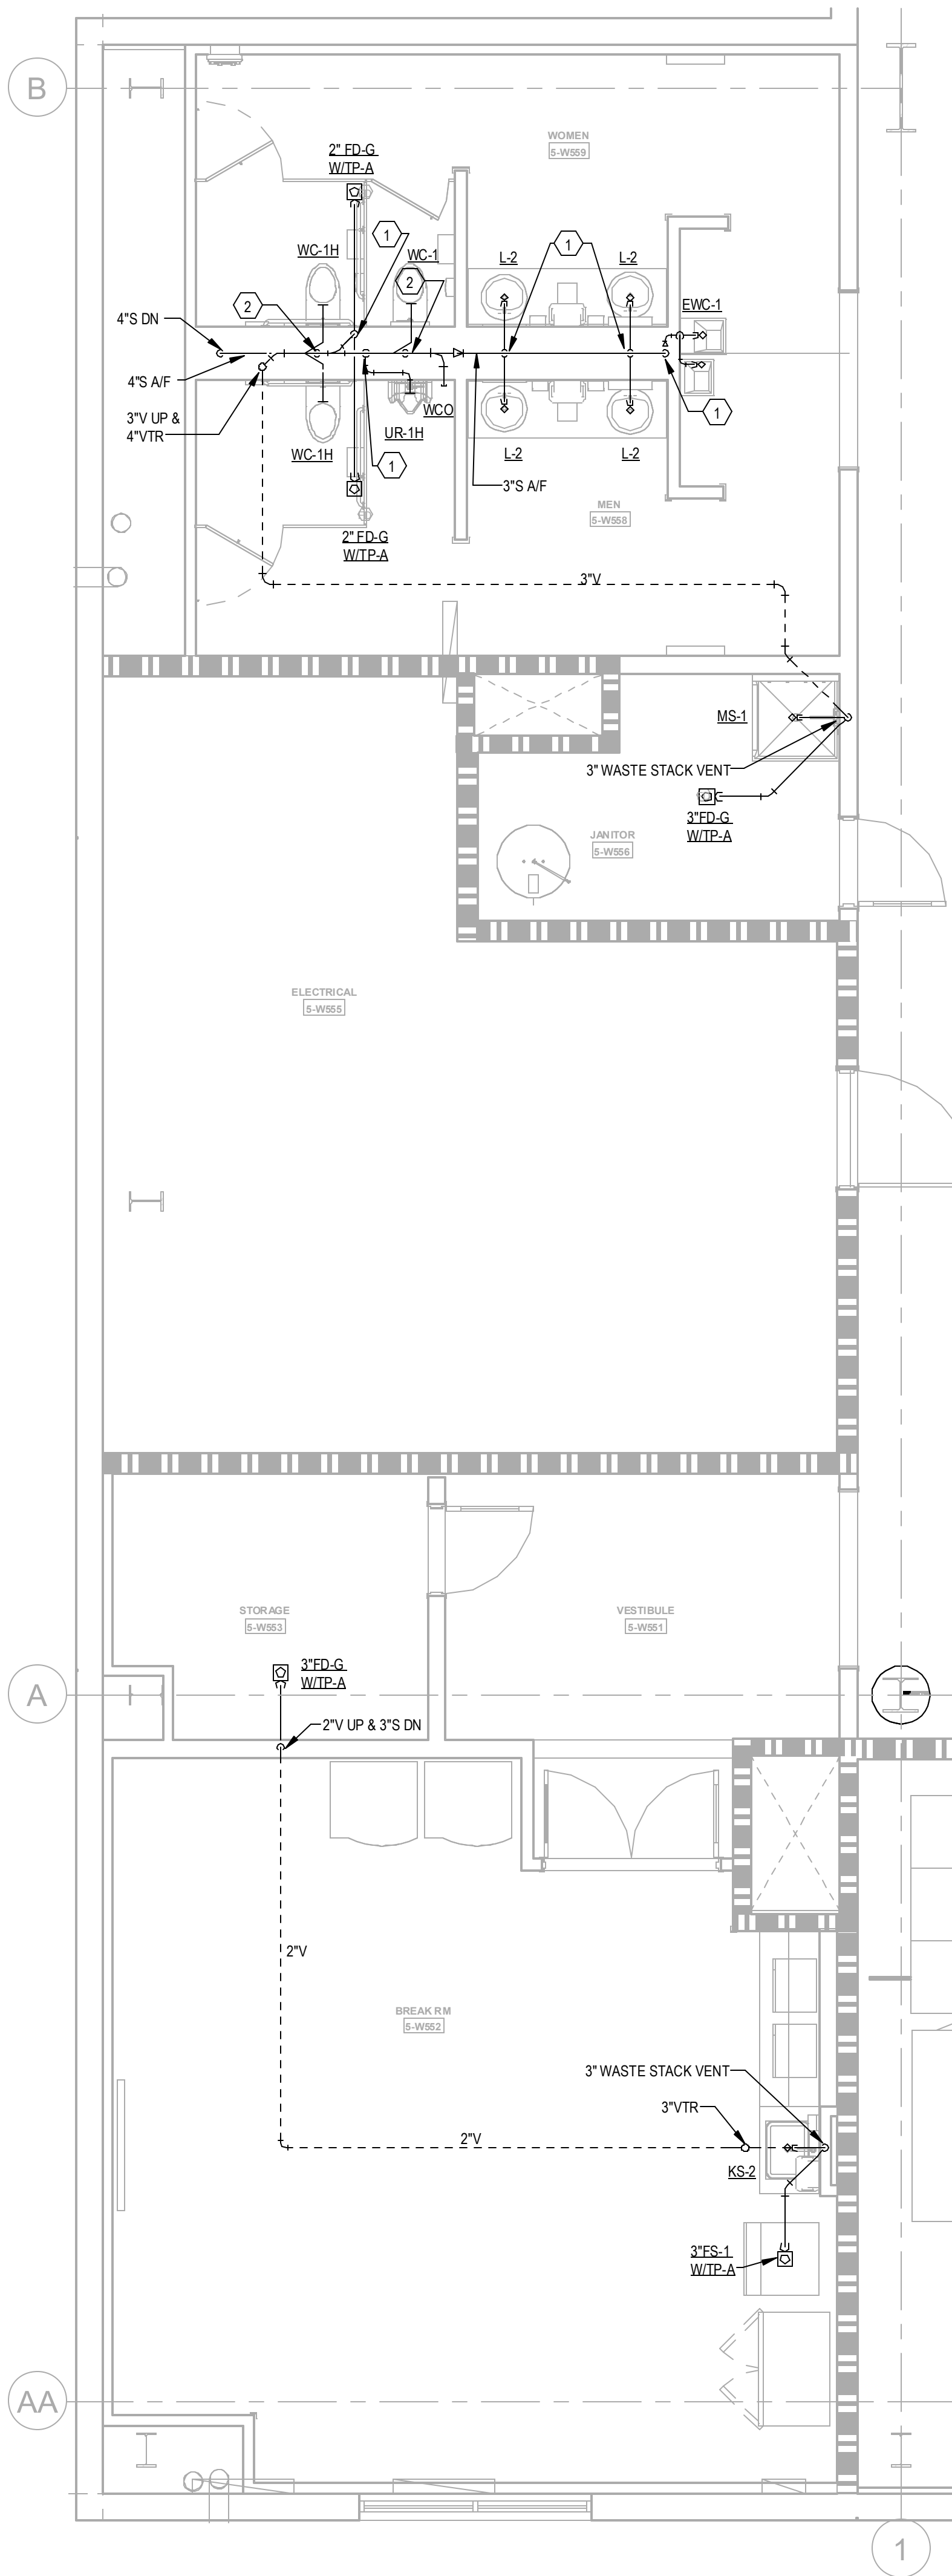 B
WOMEN
5-W559
2" FD-G
W/TP-A
1
WC-1H
WC-1
2
1
L-2
L-2
2
EWC-1
4"S DN
4"S A/F
3"V UP &
4"VTR
WCO
1
UR-1H
WC-1H
1
L-2
L-2
3"S A/F
MEN
5-W558
2" FD-G
W/TP-A
3"V
MS-1
3" WASTE STACK VENT
3"FD-G
W/TP-A
JANITOR
5-W556
ELECTRICAL
5-W555
STORAGE
5-W553
VESTIBULE
5-W551
3"FD-G
W/TP-A
A
2"V UP & 3"S DN
2"V
BREAK RM
5-W552
3" WASTE STACK VENT
3"VTR
2"V
KS-2
3"FS-1
W/TP-A
AA
1